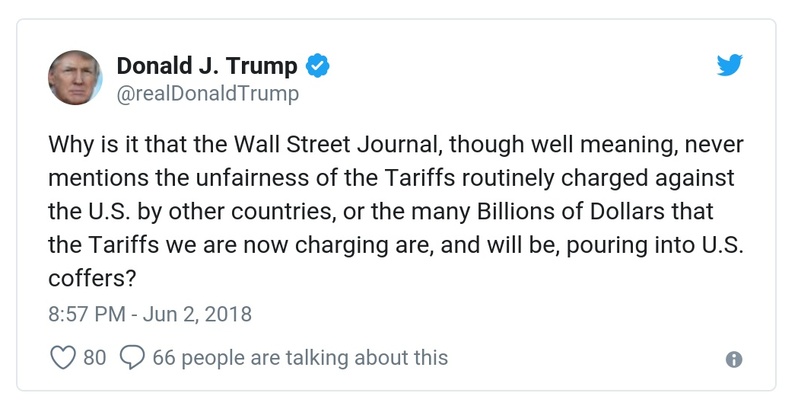 Donald J. Trump
@realDonaldTrump
Why is it that the Wall Street Journal, though well meaning, never
mentions the unfairness of the Tariffs routinely charged against
the U.S. by other countries, or the many Billions of Dollars that
the Tariffs we are now charging are, and will be, pouring into U.S.
coffers?
8:57 PM - Jun 2, 2018
80 66 people are talking about this